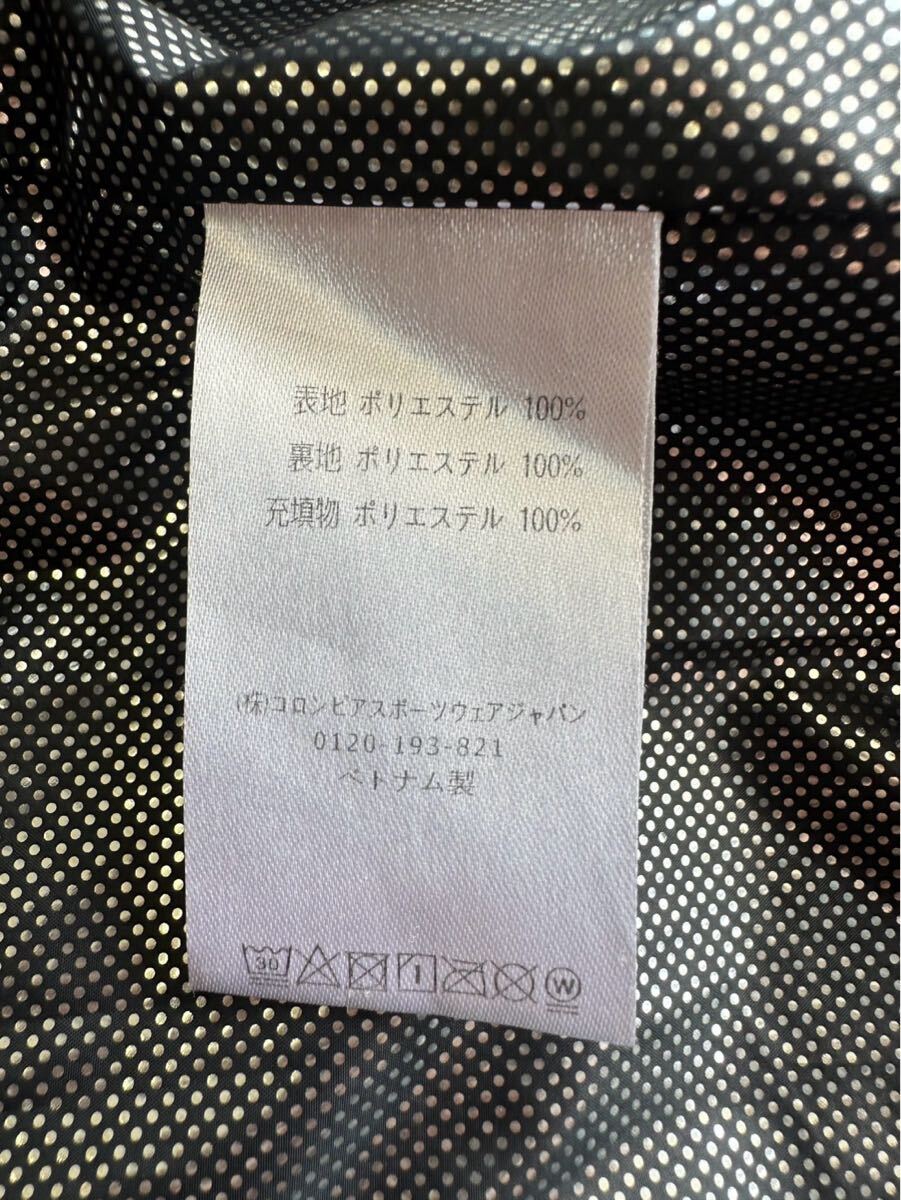 表地 ポリエステル 100%
裏地 ポリエステル 100%
充填物 ポリエステル 100%
(株)コロンビアスポーツウェアジャパン
0120-193-821
ベトナム製
30
W